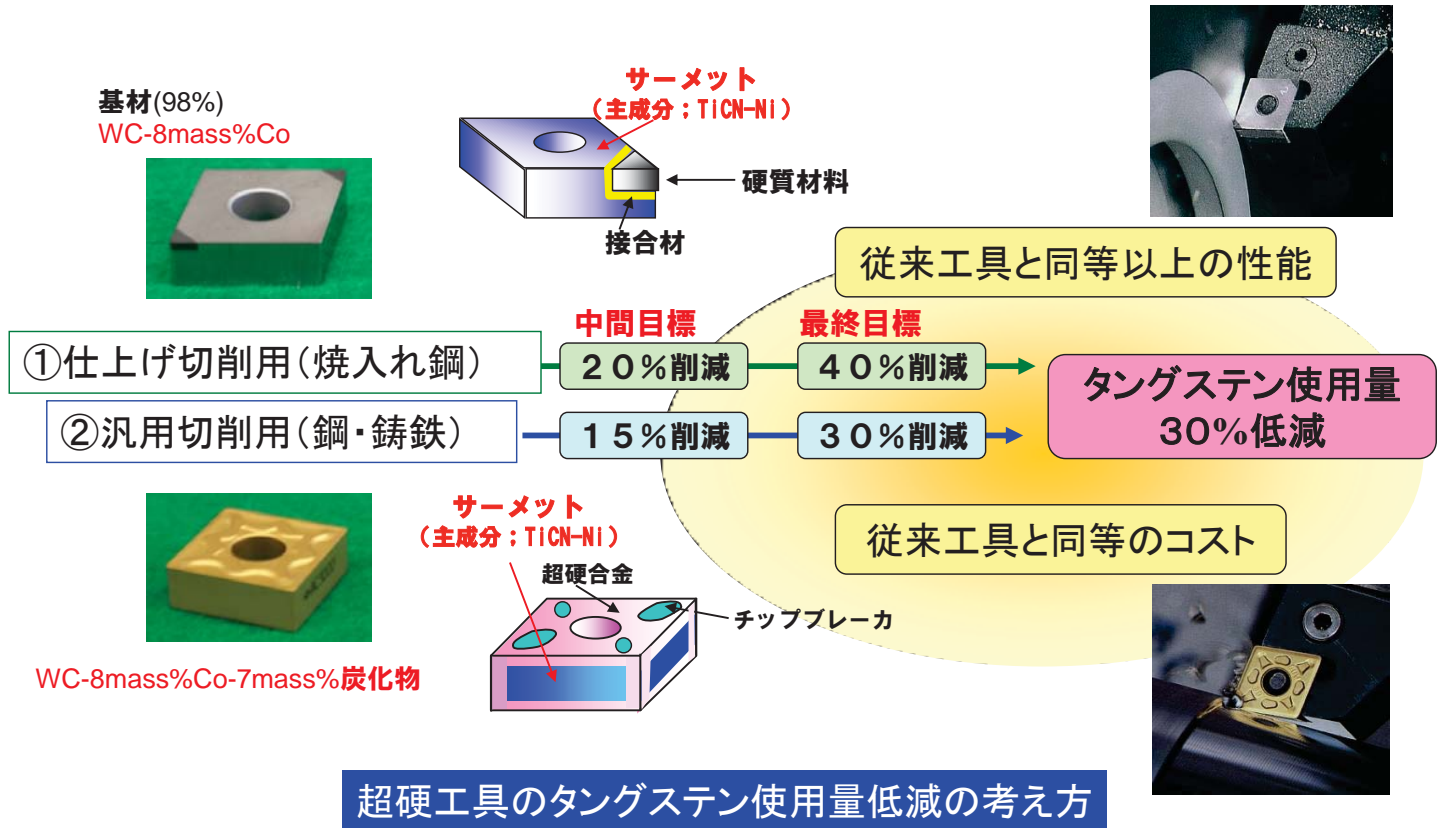 基材(98%)
WC-8mass%Co
サーメット
（主成分；TiCN-Ni）
硬質材料
接合材
従来工具と同等以上の性能
中間目標
最終目標
①仕上げ切削用（焼入れ鋼）
２０％削減
４０％削減
②汎用切削用（鋼・鋳鉄）
１５％削減
３０％削減
タングステン使用量
30%低減
サーメット
（主成分；TiCN-Ni）
超硬合金
チップブレーカ
従来工具と同等のコスト
WC-8mass%Co-7mass%炭化物
超硬工具のタングステン使用量低減の考え方